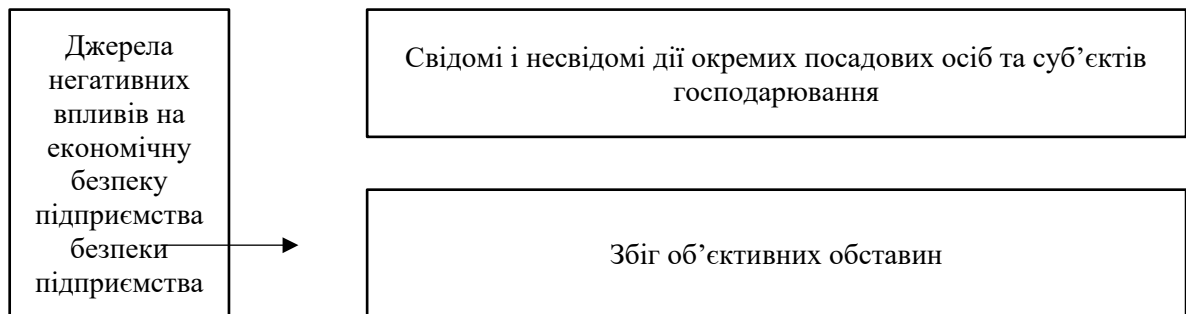 Джерела
негативних
впливів на
економічну
безпеку
підприємства
безпеки
підприємства
Свідомі і несвідомі дії окремих посадових осіб та суб’єктів
господарювання
Збіг об’єктивних обставин